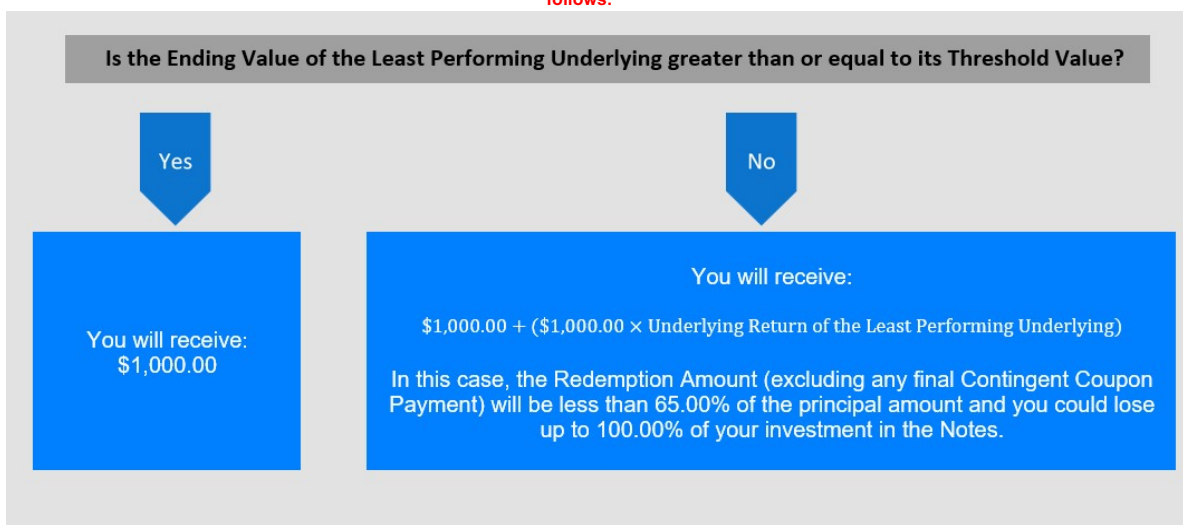 follows:
Is the Ending Value of the Least Performing Underlying greater than or equal to its Threshold Value?
Yes
No
You will receive:
$1,000.00
You will receive:
$1,000.00 + ($1,000.00 × Underlying Return of the Least Performing Underlying)
In this case, the Redemption Amount (excluding any final Contingent Coupon
Payment) will be less than 65.00% of the principal amount and you could lose
up to 100.00% of your investment in the Notes.